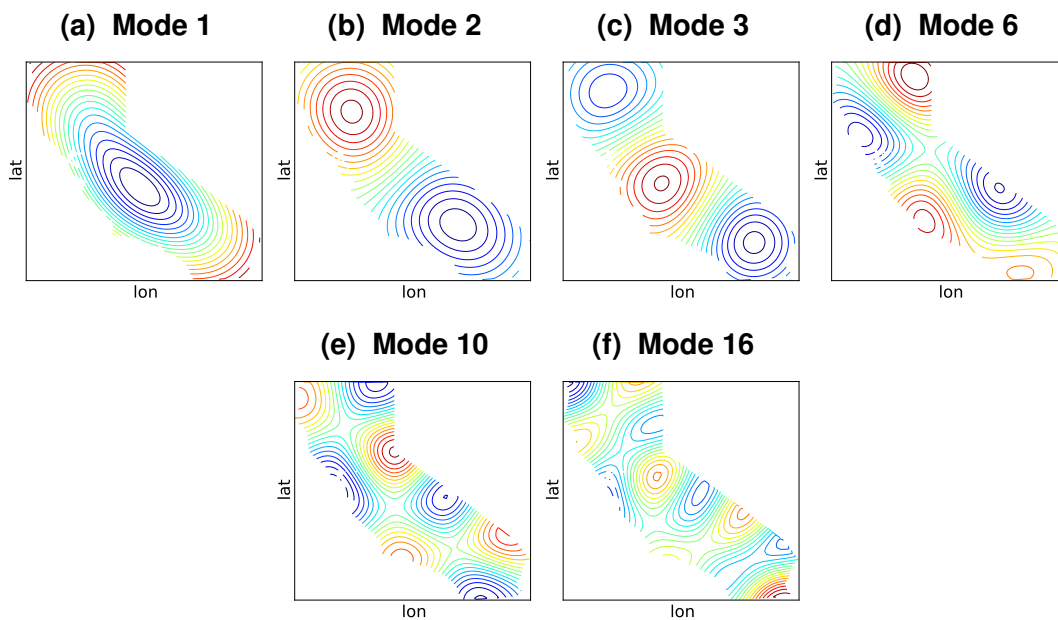 (a) Mode 1
(b) Mode 2
(c) Mode 3
(d) Mode 6
lat
lat
lat
lat
lon
lon
lon
lon
(e) Mode 10
(f) Mode 16
lat
lat
lon
lon